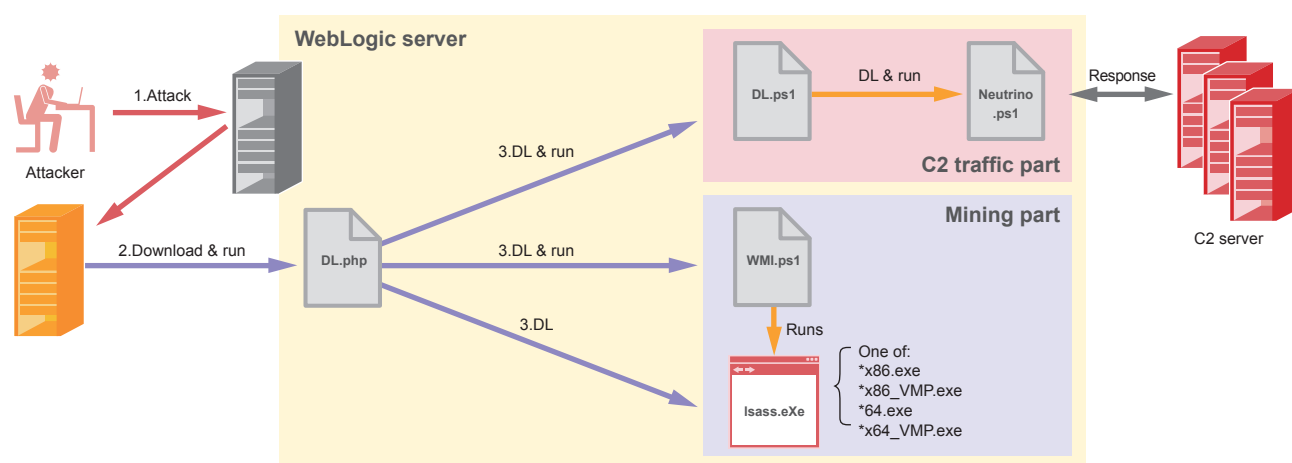 WebLogic server
1.Attack
Attacker
2.Download & run
DL.php
3.DL & run
3.DL & run
3.DL
DL.ps1
DL & run
Neutrino
.ps1
C2 traffic part
Response
C2 server
Mining part
WMI.ps1
Runs
lsass.eXe
One of:
*x86.exe
*x86_VMP.exe
*64.exe
*x64_VMP.exe